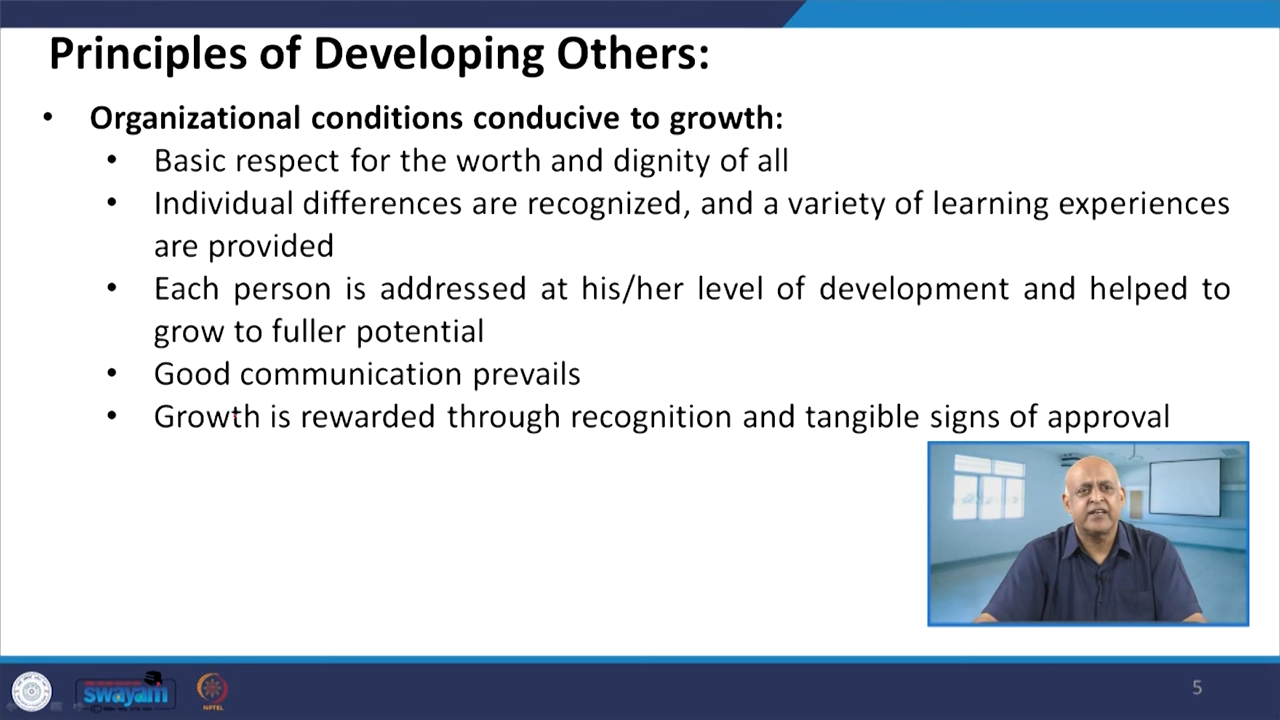 Principles of Developing Others:
• Organizational conditions conducive to growth:
• Basic respect for the worth and dignity of all
• Individual differences are recognized, and a variety of learning experiences
are provided
• Each person is addressed at his/her level of development and helped to
grow to fuller potential
• Good communication prevails
• Growth is rewarded through recognition and tangible signs of approval
swayam
NPTEL
5